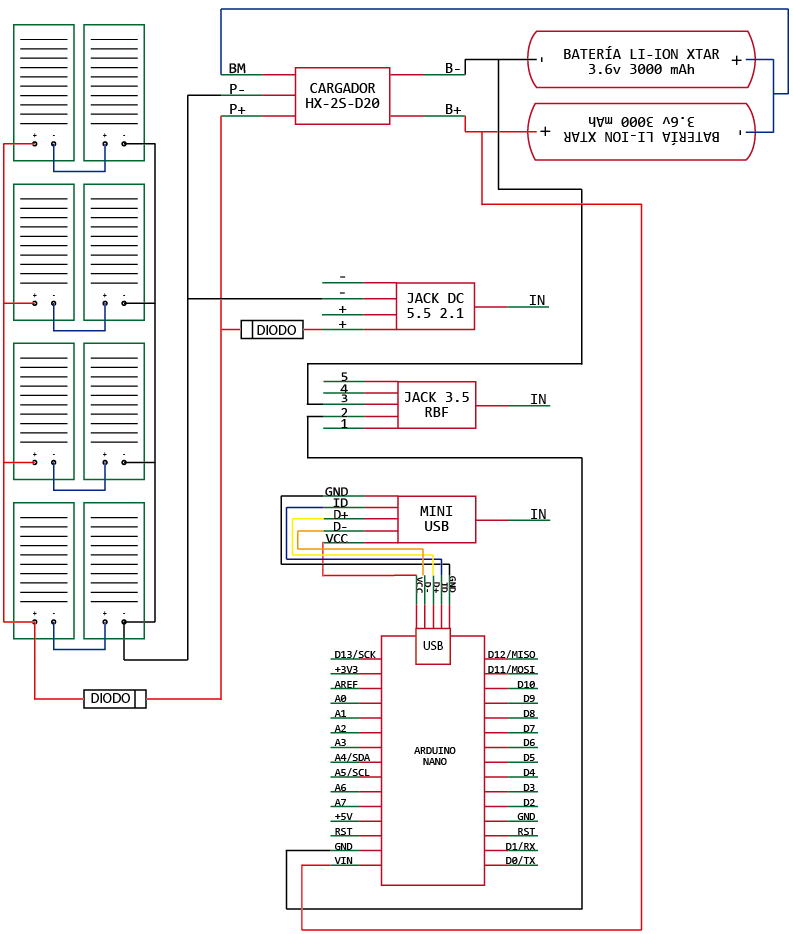 BM
P-
P+
CARGADOR
HX-2S-D20
B-
B+
- BATERÍA LI-ION XTAR +
3.6v 3000 mAh
+ BATERÍA LI-ION XTAR -
3.6v 3000 mAh
+ - + -
+ - + -
+ - + -
+ - + -
-
-
+
+
JACK DC
5.5 2.1
IN
DIODO
5
4
3
2
1
JACK 3.5
RBF
IN
GND
ID
D+
D-
VCC
MINI
USB
IN
VCC
D-
D+
ID
GND
USB
DIODO
D13/SCK
+3V3
AREF
A0
A1
A2
A3
A4/SDA
A5/SCL
A6
A7
+5V
RST
GND
VIN
ARDUINO
NANO
D12/MISO
D11/MOSI
D10
D9
D8
D7
D6
D5
D4
D3
D2
GND
RST
D1/RX
D0/TX